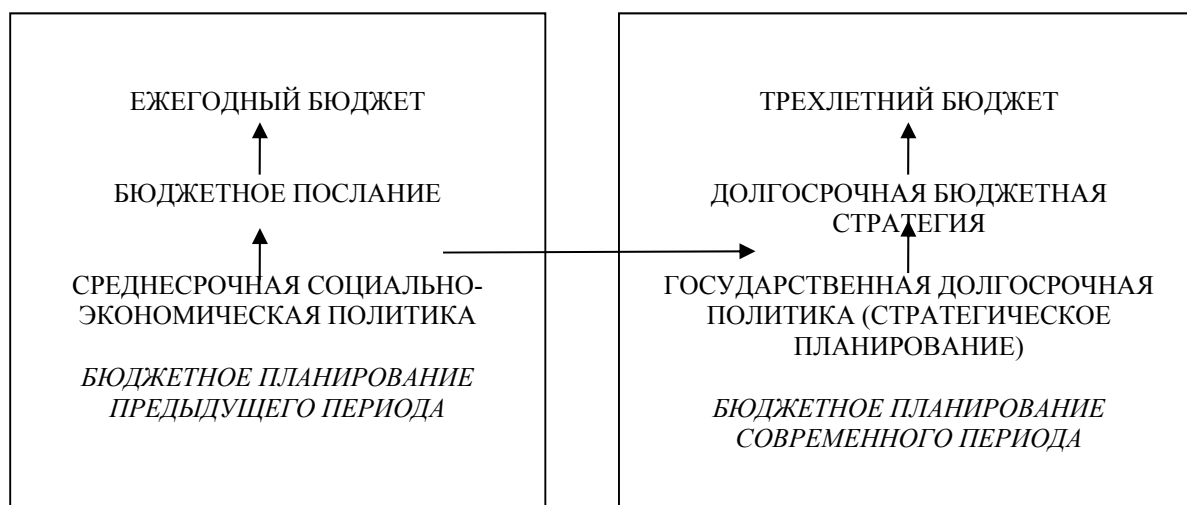 ЕЖЕГОДНЫЙ БЮДЖЕТ
БЮДЖЕТНОЕ ПОСЛАНИЕ
СРЕДНЕСРОЧНАЯ СОЦИАЛЬНО-
ЭКОНОМИЧЕСКАЯ ПОЛИТИКА
БЮДЖЕТНОЕ ПЛАНИРОВАНИЕ
ПРЕДЫДУЩЕГО ПЕРИОДА
ТРЕХЛЕТНИЙ БЮДЖЕТ
ДОЛГОСРОЧНАЯ БЮДЖЕТНАЯ
СТРАТЕГИЯ
ГОСУДАРСТВЕННАЯ ДОЛГОСРОЧНАЯ
ПОЛИТИКА (СТРАТЕГИЧЕСКОЕ
ПЛАНИРОВАНИЕ)
БЮДЖЕТНОЕ ПЛАНИРОВАНИЕ
СОВРЕМЕННОГО ПЕРИОДА